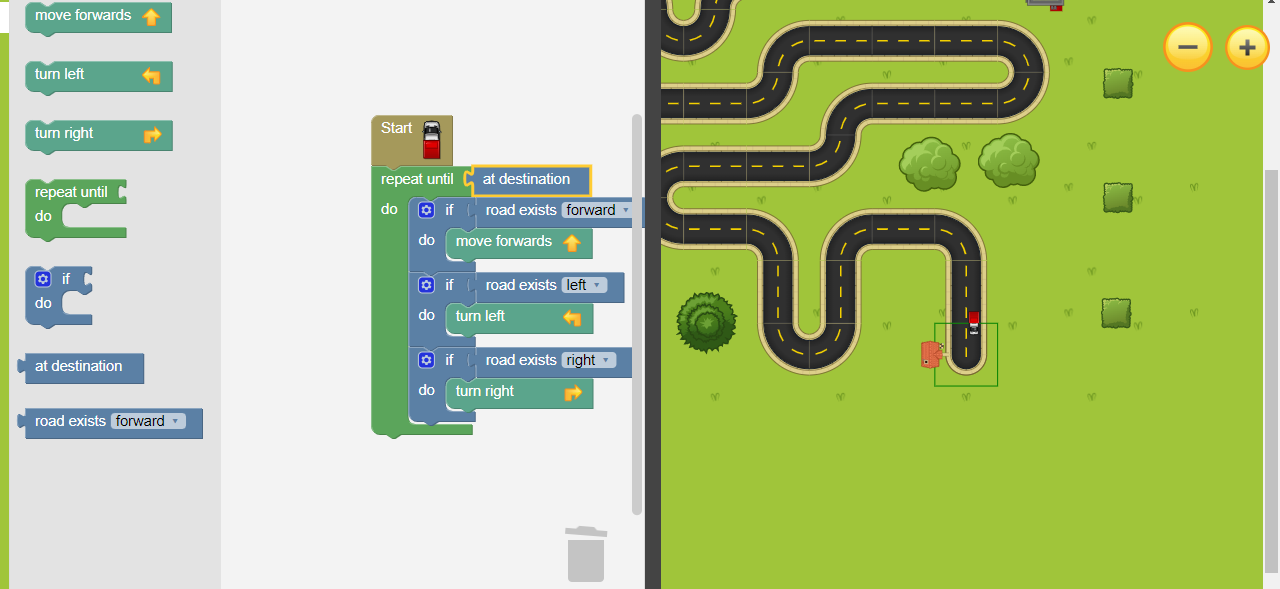 move forwards
turn left
turn right
repeat until
do
if
do
at destination
road exists forward
Start
repeat until at destination
do if road exists forward
do move forwards
if road exists left
do turn left
if road exists right
do turn right